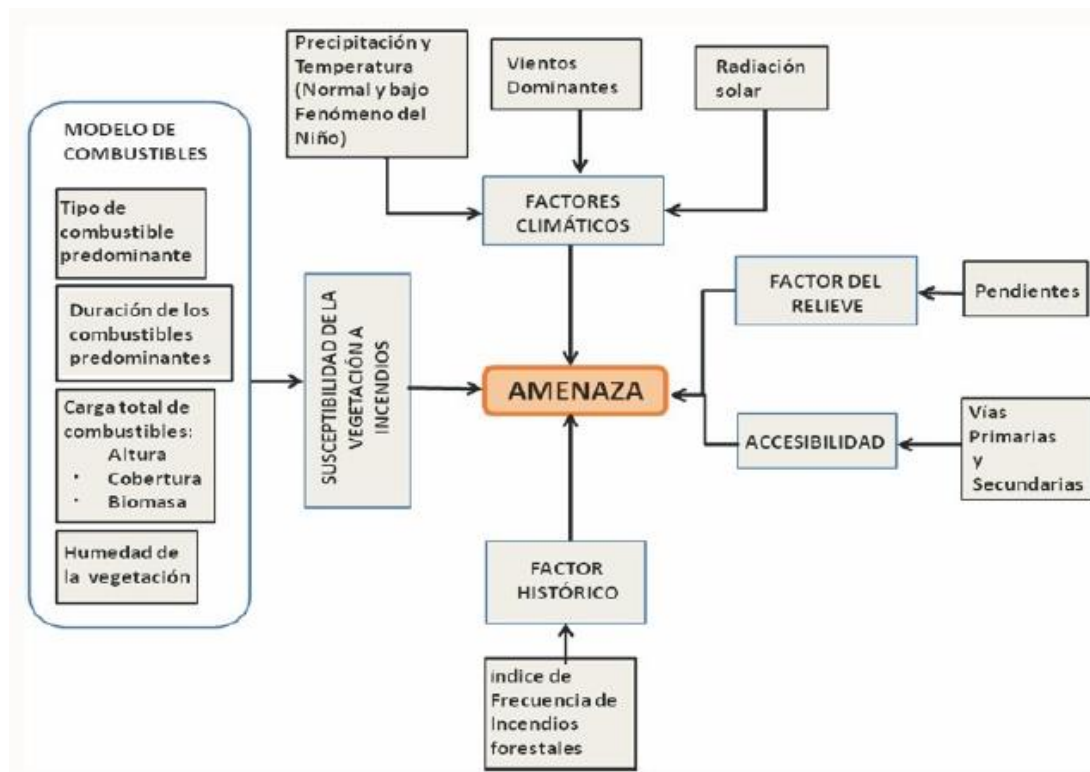 Precipitación y
Temperatura
(Normal y bajo
Fenómeno del
Niño)
Vientos
Dominantes
Radiación
solar
MODELO DE
COMBUSTIBLES
Tipo de
combustible
predominante
Duración de los
combustibles
predominantes
Carga total de
combustibles:
Altura
· Cobertura
· Biomasa
Humedad de
la vegetación
SUSCEPTIBILIDAD DE LA
VEGETACIÓN A
INCENDIOS
FACTORES
CLIMÁTICOS
AMENAZA
FACTOR DEL
RELIEVE
Pendientes
ACCESIBILIDAD
Vías
Primarias
y
Secundarias
FACTOR
HISTÓRICO
indice de
Frecuencia de
Incendios
forestales